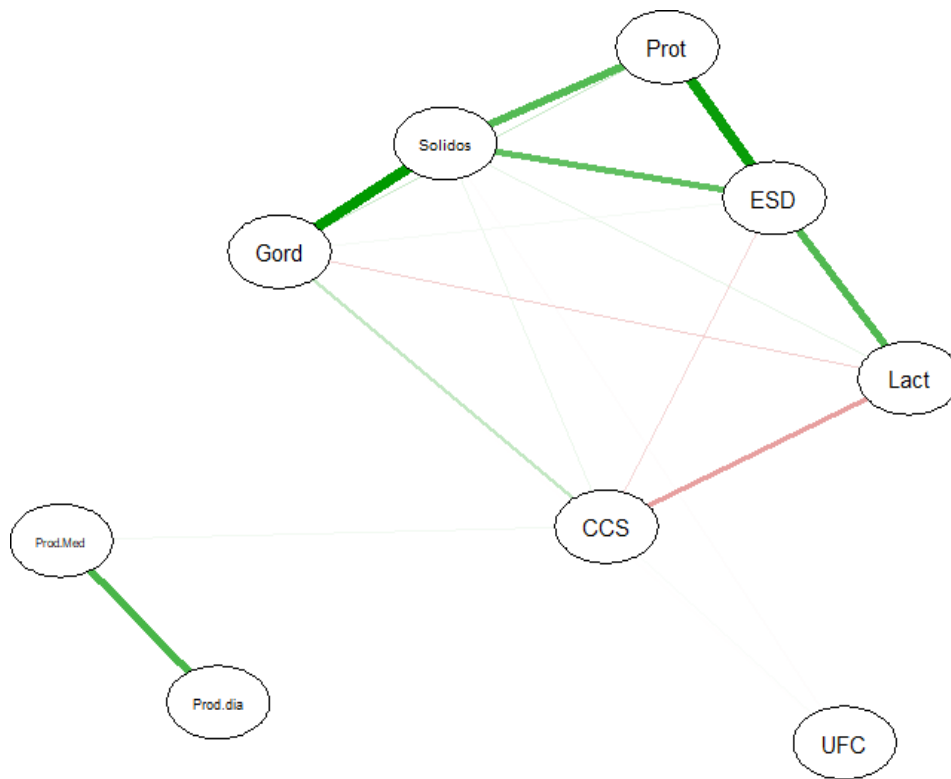 Prot
Solidos
ESD
Gord
Lact
CCS
Prod.Med
Prod.dia
UFC